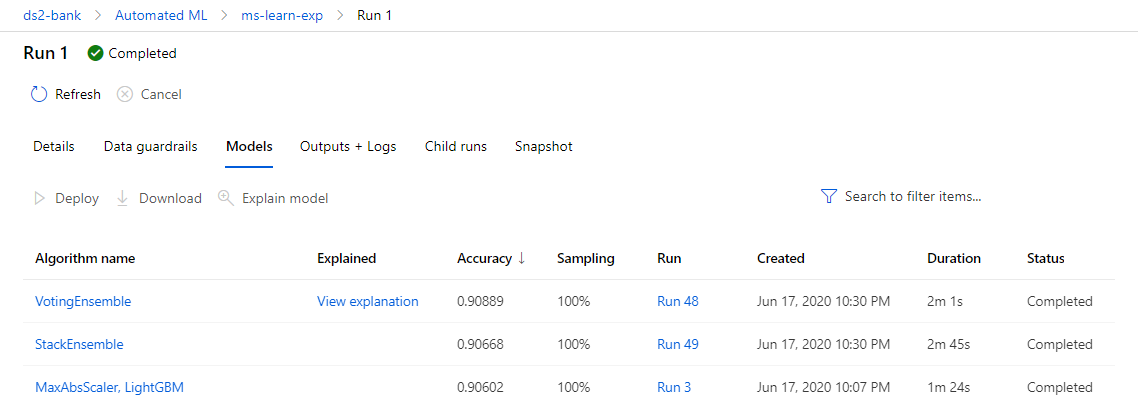 ds2-bank > Automated ML > ms-learn-exp > Run 1
Run 1 Completed
Refresh Cancel
Details Data guardrails Models Outputs + Logs Child runs Snapshot
Deploy Download Explain model Search to filter items...
Algorithm name Explained Accuracy ↓ Sampling Run Created Duration Status
VotingEnsemble View explanation 0.90889 100% Run 48 Jun 17, 2020 10:30 PM 2m 1s Completed
StackEnsemble 0.90668 100% Run 49 Jun 17, 2020 10:30 PM 2m 45s Completed
MaxAbsScaler, LightGBM 0.90602 100% Run 3 Jun 17, 2020 10:07 PM 1m 24s Completed